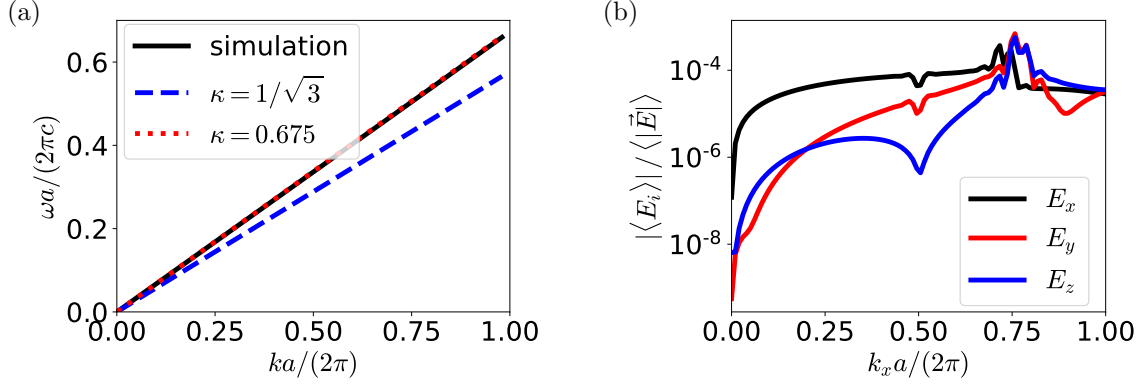 (a)
ωa/(2πc)
0.6
0.4
0.2
0.0
simulation
κ = 1/√3
κ = 0.675
0.00 0.25 0.50 0.75 1.00
ka/(2π)
(b)
|⟨E_i⟩| / ⟨|E⃗|⟩
10⁻⁴
10⁻⁶
10⁻⁸
E_x
E_y
E_z
0.00 0.25 0.50 0.75 1.00
k_xa/(2π)